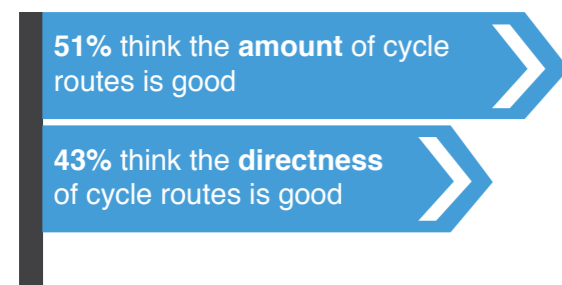 51% think the amount of cycle
routes is good
43% think the directness
of cycle routes is good